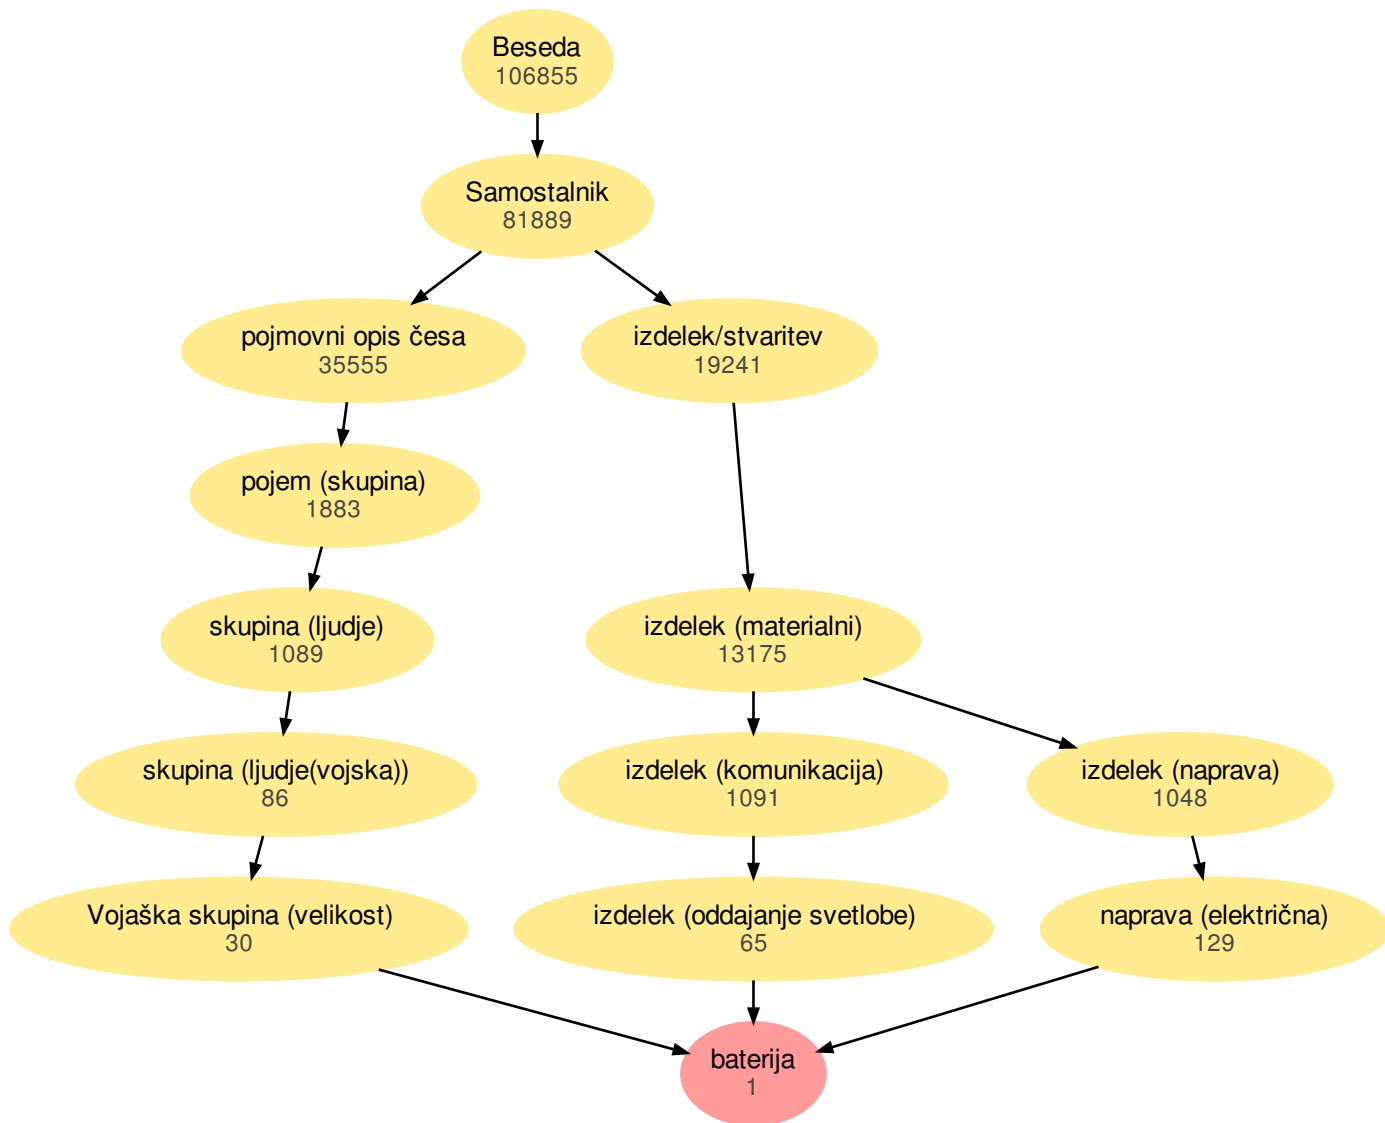 Beseda
106855
Samostalnik
81889
pojmovni opis česa
35555
izdelek/stvaritev
19241
pojem (skupina)
1883
skupina (ljudje)
1089
izdelek (materialni)
13175
skupina (ljudje(vojska))
86
izdelek (komunikacija)
1091
izdelek (naprava)
1048
Vojaška skupina (velikost)
30
izdelek (oddajanje svetlobe)
65
naprava (električna)
129
baterija
1